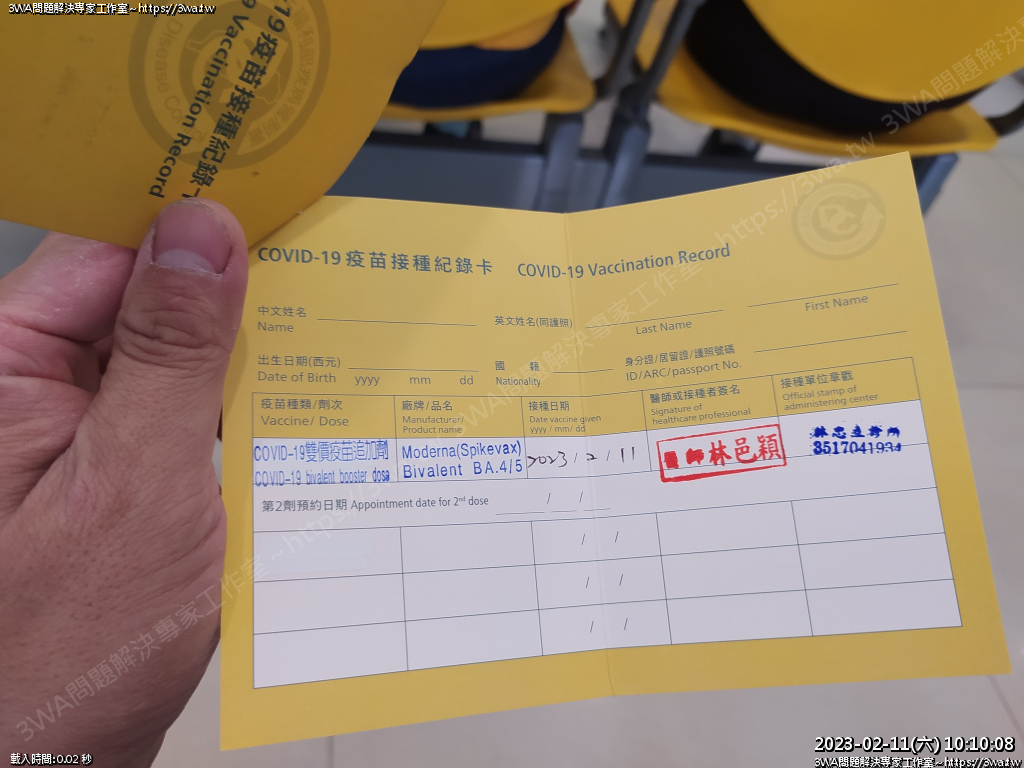 3WA問題解決專家工作室~https://3wa.tw
-19疫苗接種紀錄卡
9 Vaccination Record
COVID-19 疫苗接種紀錄卡 COVID-19 Vaccination Record
中文姓名
Name
英文姓名(同護照)
Last Name
First Name
出生日期(西元)
Date of Birth yyyy mm dd
國 籍
Nationality
身分證/居留證/護照號碼
ID/ARC/passport No.
疫苗種類/劑次
Vaccine/ Dose
廠牌/品名
Manufacturer/
Product name
接種日期
Date vaccine given
yyyy / mm/ dd
醫師或接種者簽名
Signature of
healthcare professional
接種單位章戳
Official stamp of
administering center
COVID-19雙價疫苗追加劑
COVID-19 bivalent booster dosa
Moderna(Spikevax)
Bivalent BA.4/5
2023 / 2 / 11
醫師林邑穎
林忠立診所
3517041934
第2劑預約日期 Appointment date for 2nd dose / /
/ /
/ /
/ /
3WA問題解決專家工作室~https://3wa.tw
載入時間:0.02 秒
2023-02-11(六) 10:10:08
3WA問題解決專家工作室~https://3wa.tw